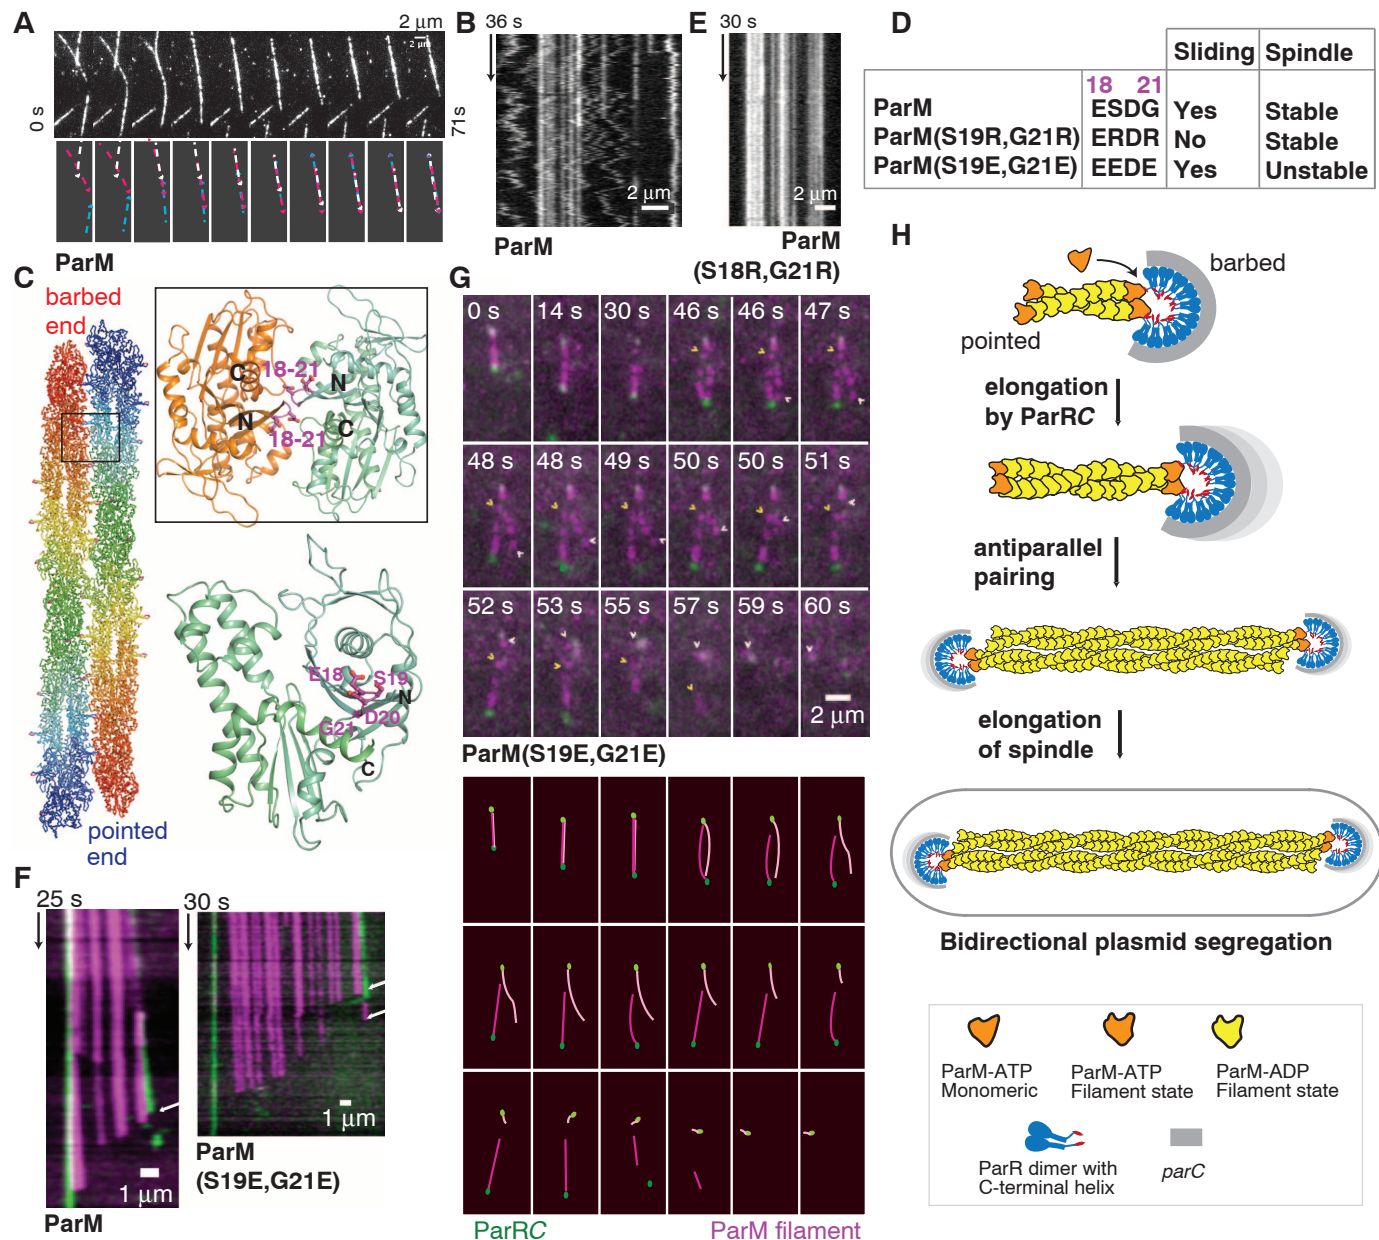 A
2 μm
2 μm
0 s
71s
ParM
B
36 s
2 μm
ParM
E
30 s
2 μm
ParM
(S18R,G21R)
D
Sliding
Spindle
18 21
ParM ESDG Yes Stable
ParM(S19R,G21R) ERDR No Stable
ParM(S19E,G21E) EEDE Yes Unstable
C
barbed
end
pointed
end
C
18-21
N
N
18-21
C
E18
S19
N
D20
G21
C
F
25 s
1 μm
ParM
30 s
1 μm
ParM
(S19E,G21E)
G
0 s 14 s 30 s 46 s 46 s 47 s
48 s 48 s 49 s 50 s 50 s 51 s
52 s 53 s 55 s 57 s 59 s 60 s
2 μm
ParM(S19E,G21E)
ParRC
ParM filament
H
barbed
pointed
elongation
by ParRC
antiparallel
pairing
elongation
of spindle
Bidirectional plasmid segregation
ParM-ATP
Monomeric
ParM-ATP
Filament state
ParM-ADP
Filament state
ParR dimer with
C-terminal helix
parC